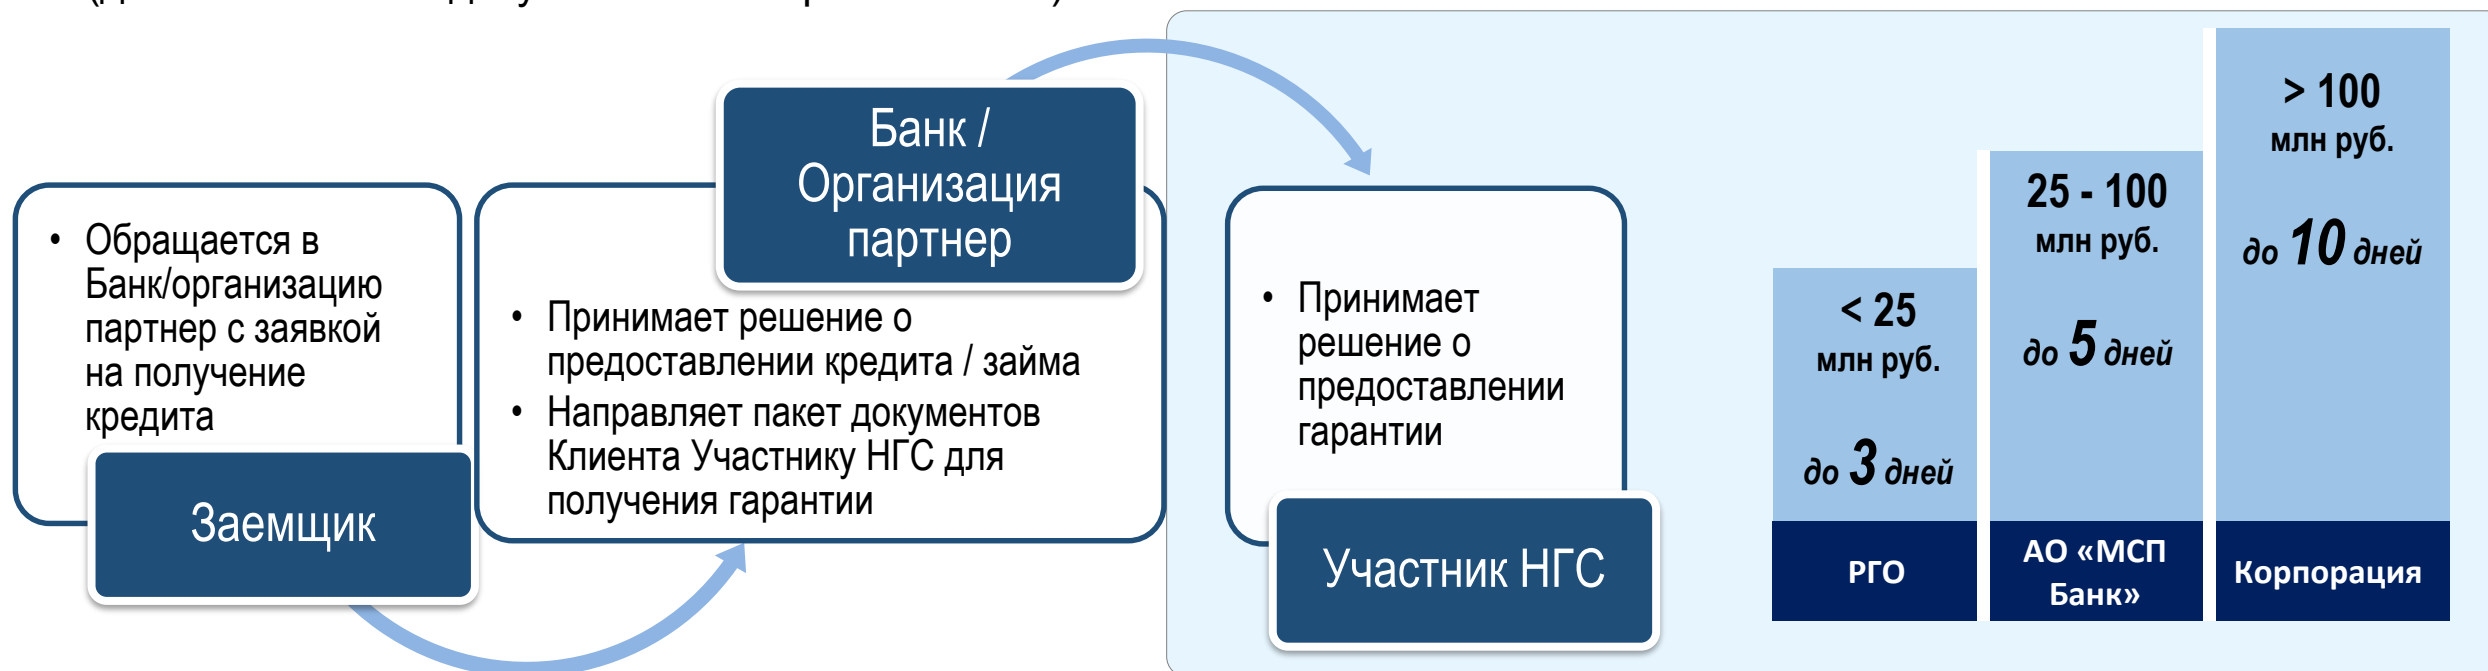 • Обращается в
Банк/организацию
партнер с заявкой
на получение
кредита
Заемщик
Банк /
Организация
партнер
• Принимает решение о
предоставлении кредита / займа
• Направляет пакет документов
Клиента Участнику НГС для
получения гарантии
• Принимает
решение о
предоставлении
гарантии
Участник НГС
< 25
млн руб.
до 3 дней
РГО
25 - 100
млн руб.
до 5 дней
АО «МСП
Банк»
> 100
млн руб.
до 10 дней
Корпорация